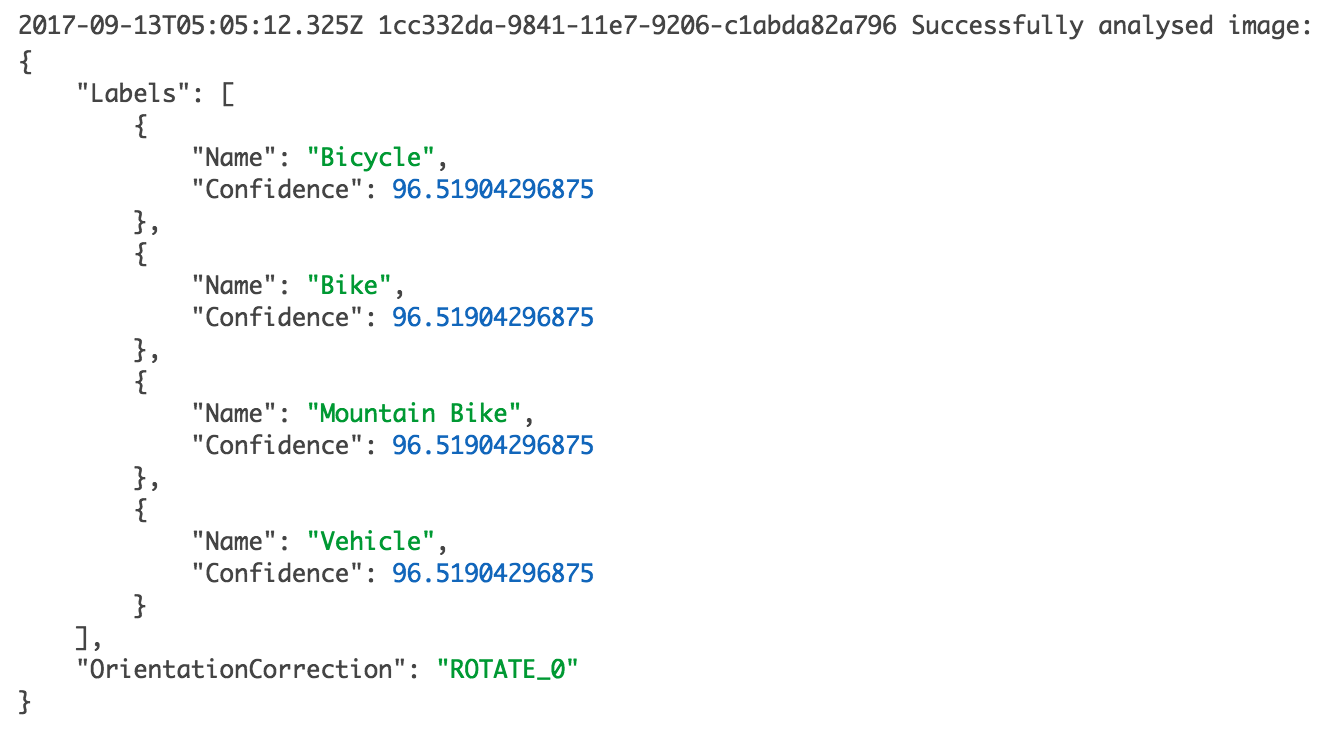 2017-09-13T05:05:12.325Z 1cc332da-9841-11e7-9206-c1abda82a796 Successfully analysed image:
{
    "Labels": [
        {
            "Name": "Bicycle",
            "Confidence": 96.51904296875
        },
        {
            "Name": "Bike",
            "Confidence": 96.51904296875
        },
        {
            "Name": "Mountain Bike",
            "Confidence": 96.51904296875
        },
        {
            "Name": "Vehicle",
            "Confidence": 96.51904296875
        }
    ],
    "OrientationCorrection": "ROTATE_0"
}